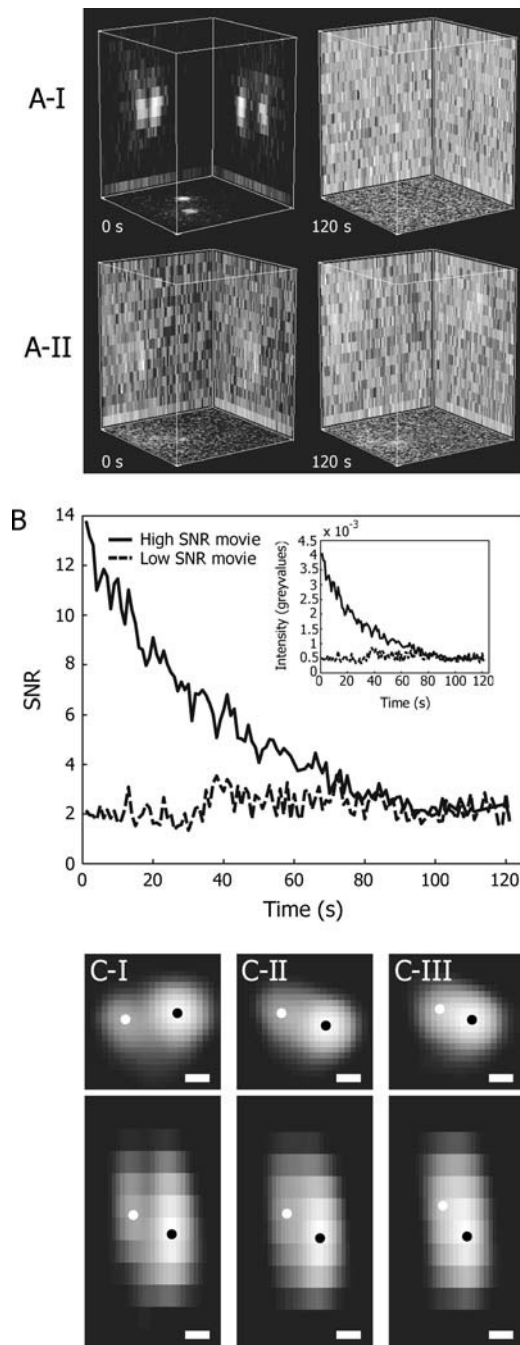 A-I
0 s
120 s
A-II
0 s
120 s
B
14
12
10
8
6
4
2
0
SNR
High SNR movie
Low SNR movie
x 10⁻³
4.5
4
3.5
3
2.5
2
1.5
1
0.5
0
Intensity (greyvalues)
0 20 40 60 80 100 120
Time (s)
0 20 40 60 80 100 120
Time (s)
C-I
C-II
C-III